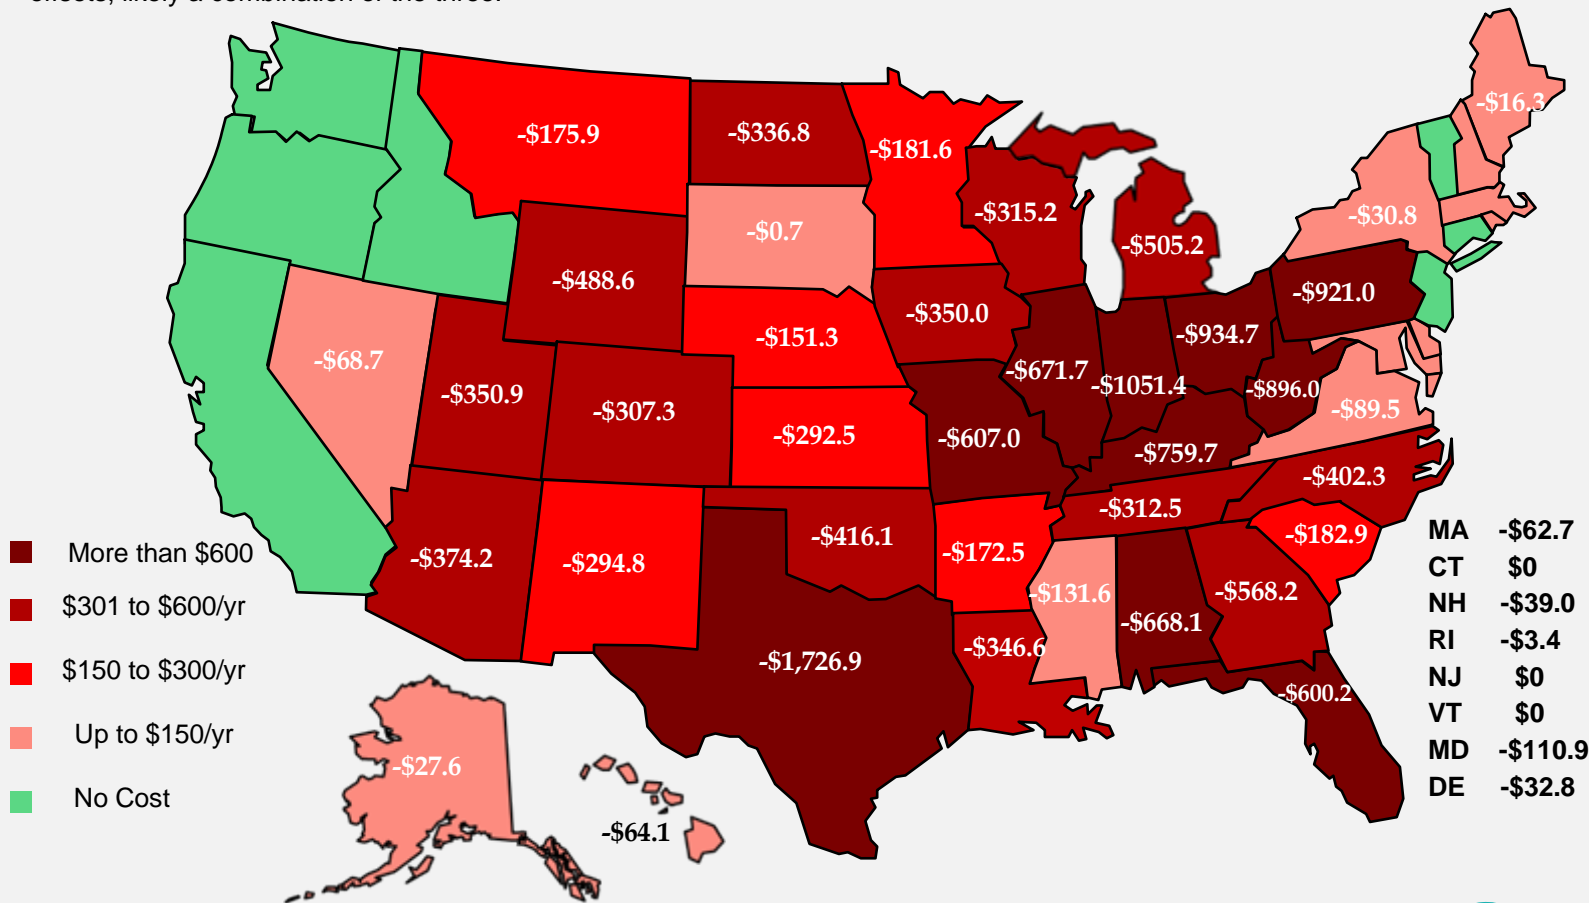 effects, likely a combination of the three.
-$16.3
-$175.9
-$336.8
-$181.6
-$315.2
-$0.7
-$30.8
-$505.2
-$488.6
-$921.0
-$350.0
-$151.3
-$934.7
-$68.7
-$671.7
-$1051.4
-$896.0
-$350.9
-$307.3
-$89.5
-$292.5
-$607.0
-$759.7
-$402.3
-$312.5
-$416.1
-$182.9
-$374.2
-$294.8
-$172.5
-$131.6
-$568.2
-$668.1
-$346.6
-$1,726.9
-$600.2
-$27.6
-$64.1
More than $600
$301 to $600/yr
$150 to $300/yr
Up to $150/yr
No Cost
MA -$62.7
CT $0
NH -$39.0
RI -$3.4
NJ $0
VT $0
MD -$110.9
DE -$32.8